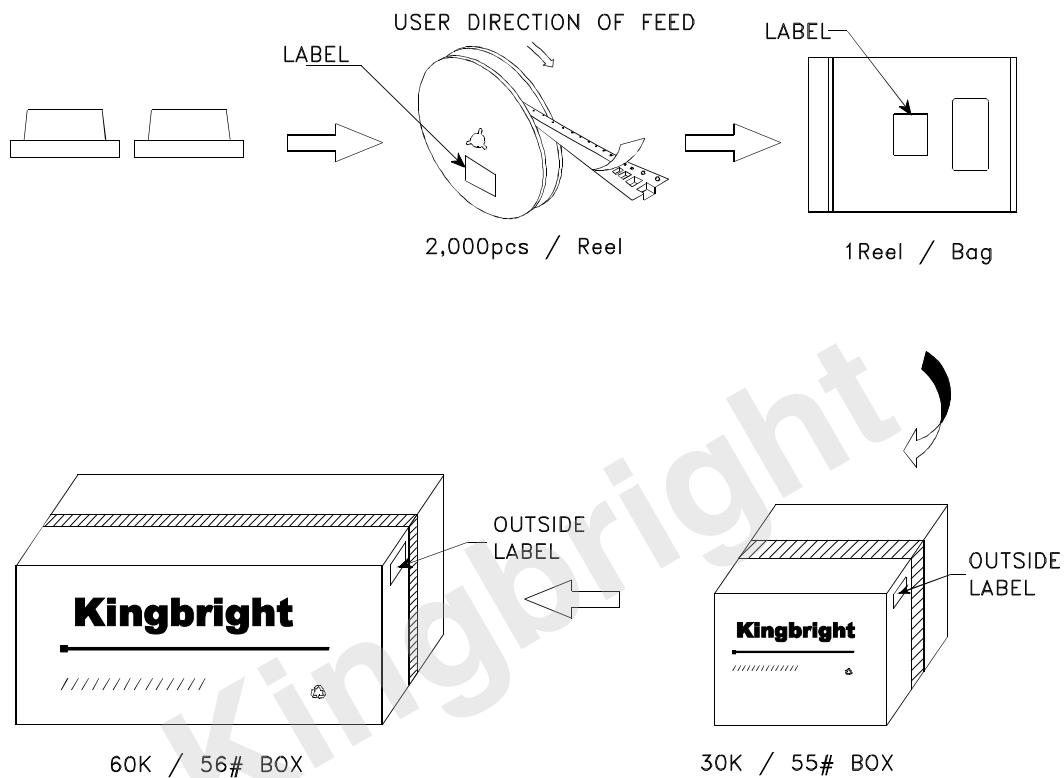 USER DIRECTION OF FEED
LABEL
LABEL
2,000pcs / Reel
1Reel / Bag
OUTSIDE
LABEL
OUTSIDE
LABEL
Kingbright
Kingbright
60K / 56# BOX
30K / 55# BOX
Kingbright